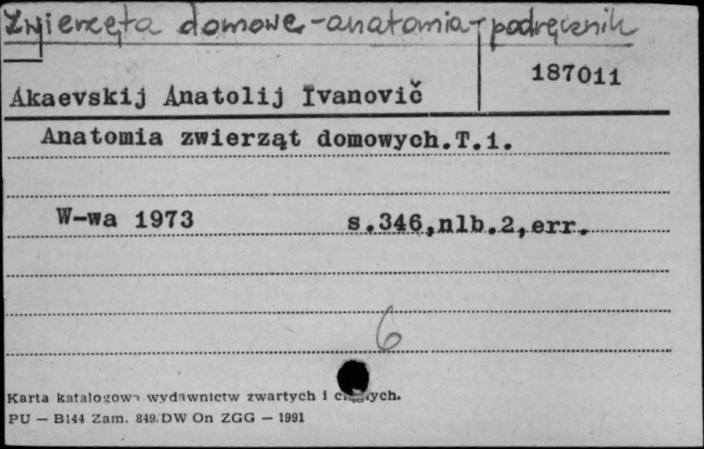 Zwierzęta domowe - anatomia - podręcznik
187011
Akaevskij Anatolij Ivanovič
Anatomia zwierząt domowych.T.1.
W-wa 1973 s.346,nlb.2,err.
6
Karta katalogowa wydawnictw zwartych i ciągłych.
PU — B144 Zam. 849/DW On ZGG — 1991